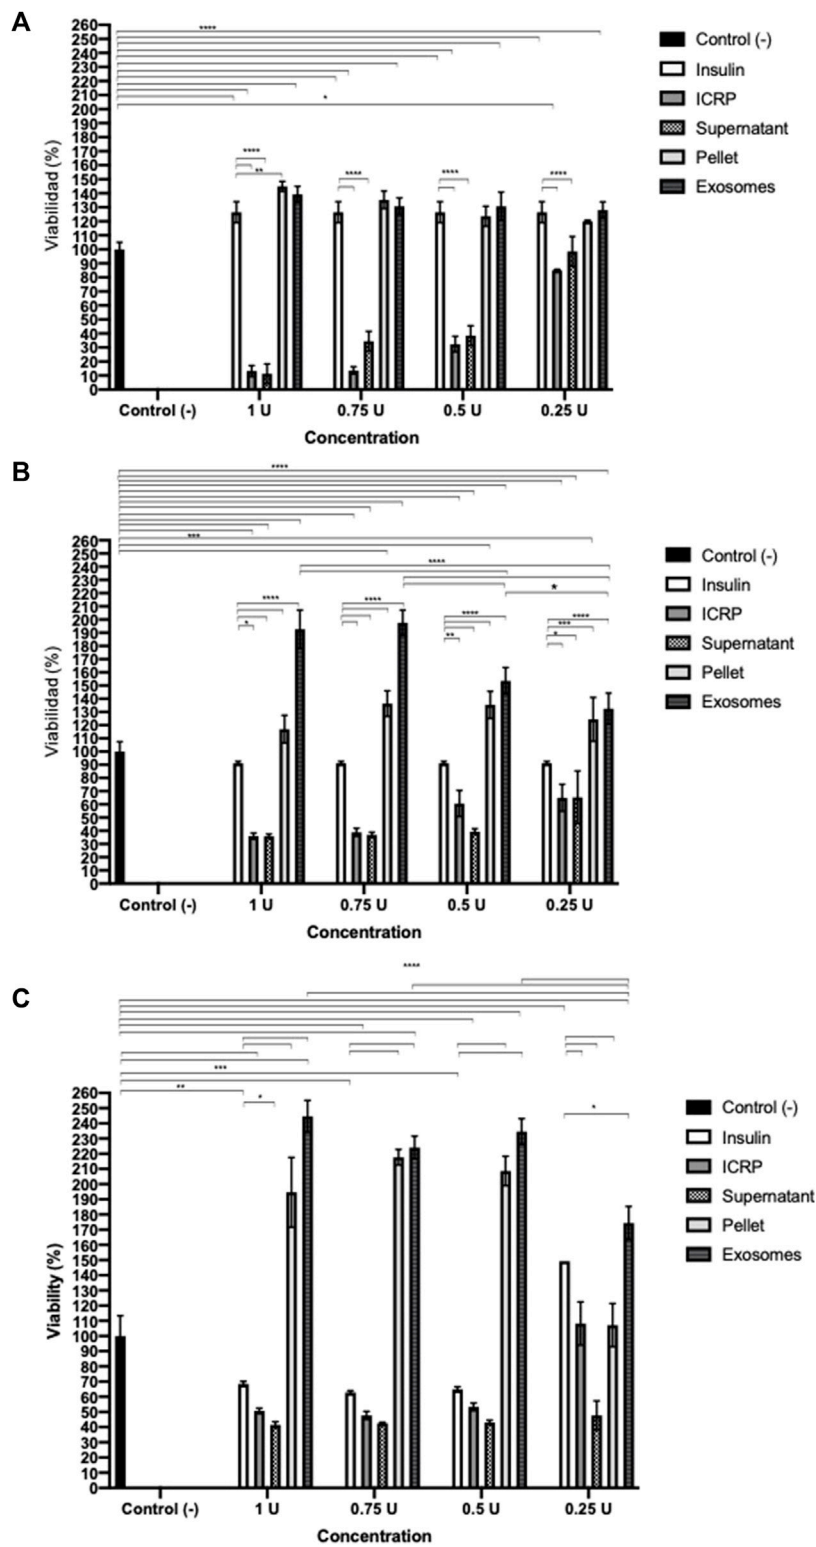 A
****
*
****
**
****
****
****
Viabilidad (%)
260
250
240
230
220
210
200
190
180
170
160
150
140
130
120
110
100
90
80
70
60
50
40
30
20
10
0
Control (-)
1 U
0.75 U
0.5 U
0.25 U
Concentration
Control (-)
Insulin
ICRP
Supernatant
Pellet
Exosomes
B
****
***
****
*
****
*
****
****
**
****
***
*
Viabilidad (%)
260
250
240
230
220
210
200
190
180
170
160
150
140
130
120
110
100
90
80
70
60
50
40
30
20
10
0
Control (-)
1 U
0.75 U
0.5 U
0.25 U
Concentration
Control (-)
Insulin
ICRP
Supernatant
Pellet
Exosomes
C
****
***
**
*
*
Viability (%)
260
250
240
230
220
210
200
190
180
170
160
150
140
130
120
110
100
90
80
70
60
50
40
30
20
10
0
Control (-)
1 U
0.75 U
0.5 U
0.25 U
Concentration
Control (-)
Insulin
ICRP
Supernatant
Pellet
Exosomes